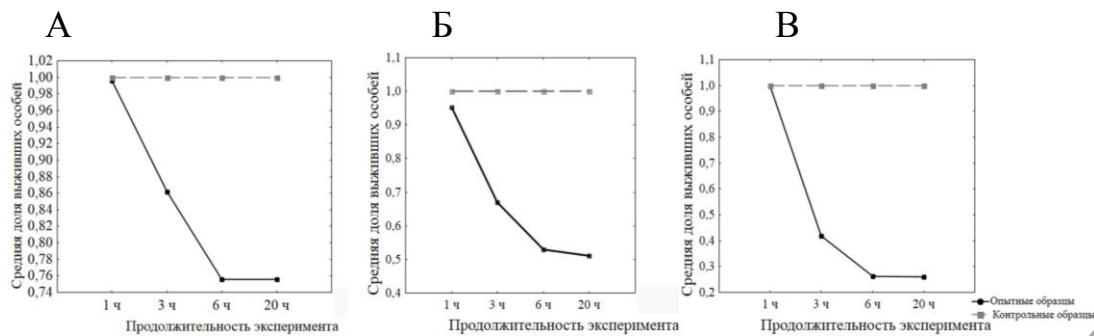 А
Б
В
Средняя доля выживших особей
1,02
1,00
0,98
0,96
0,94
0,92
0,90
0,88
0,86
0,84
0,82
0,80
0,78
0,76
0,74
1 ч 3 ч 6 ч 20 ч
Продолжительность эксперимента
Средняя доля выживших особей
1,1
1,0
0,9
0,8
0,7
0,6
0,5
0,4
1 ч 3 ч 6 ч 20 ч
Продолжительность эксперимента
Средняя доля выживших особей
1,1
1,0
0,9
0,8
0,7
0,6
0,5
0,4
0,3
0,2
1 ч 3 ч 6 ч 20 ч
Продолжительность эксперимента
Опытные образцы
Контрольные образцы